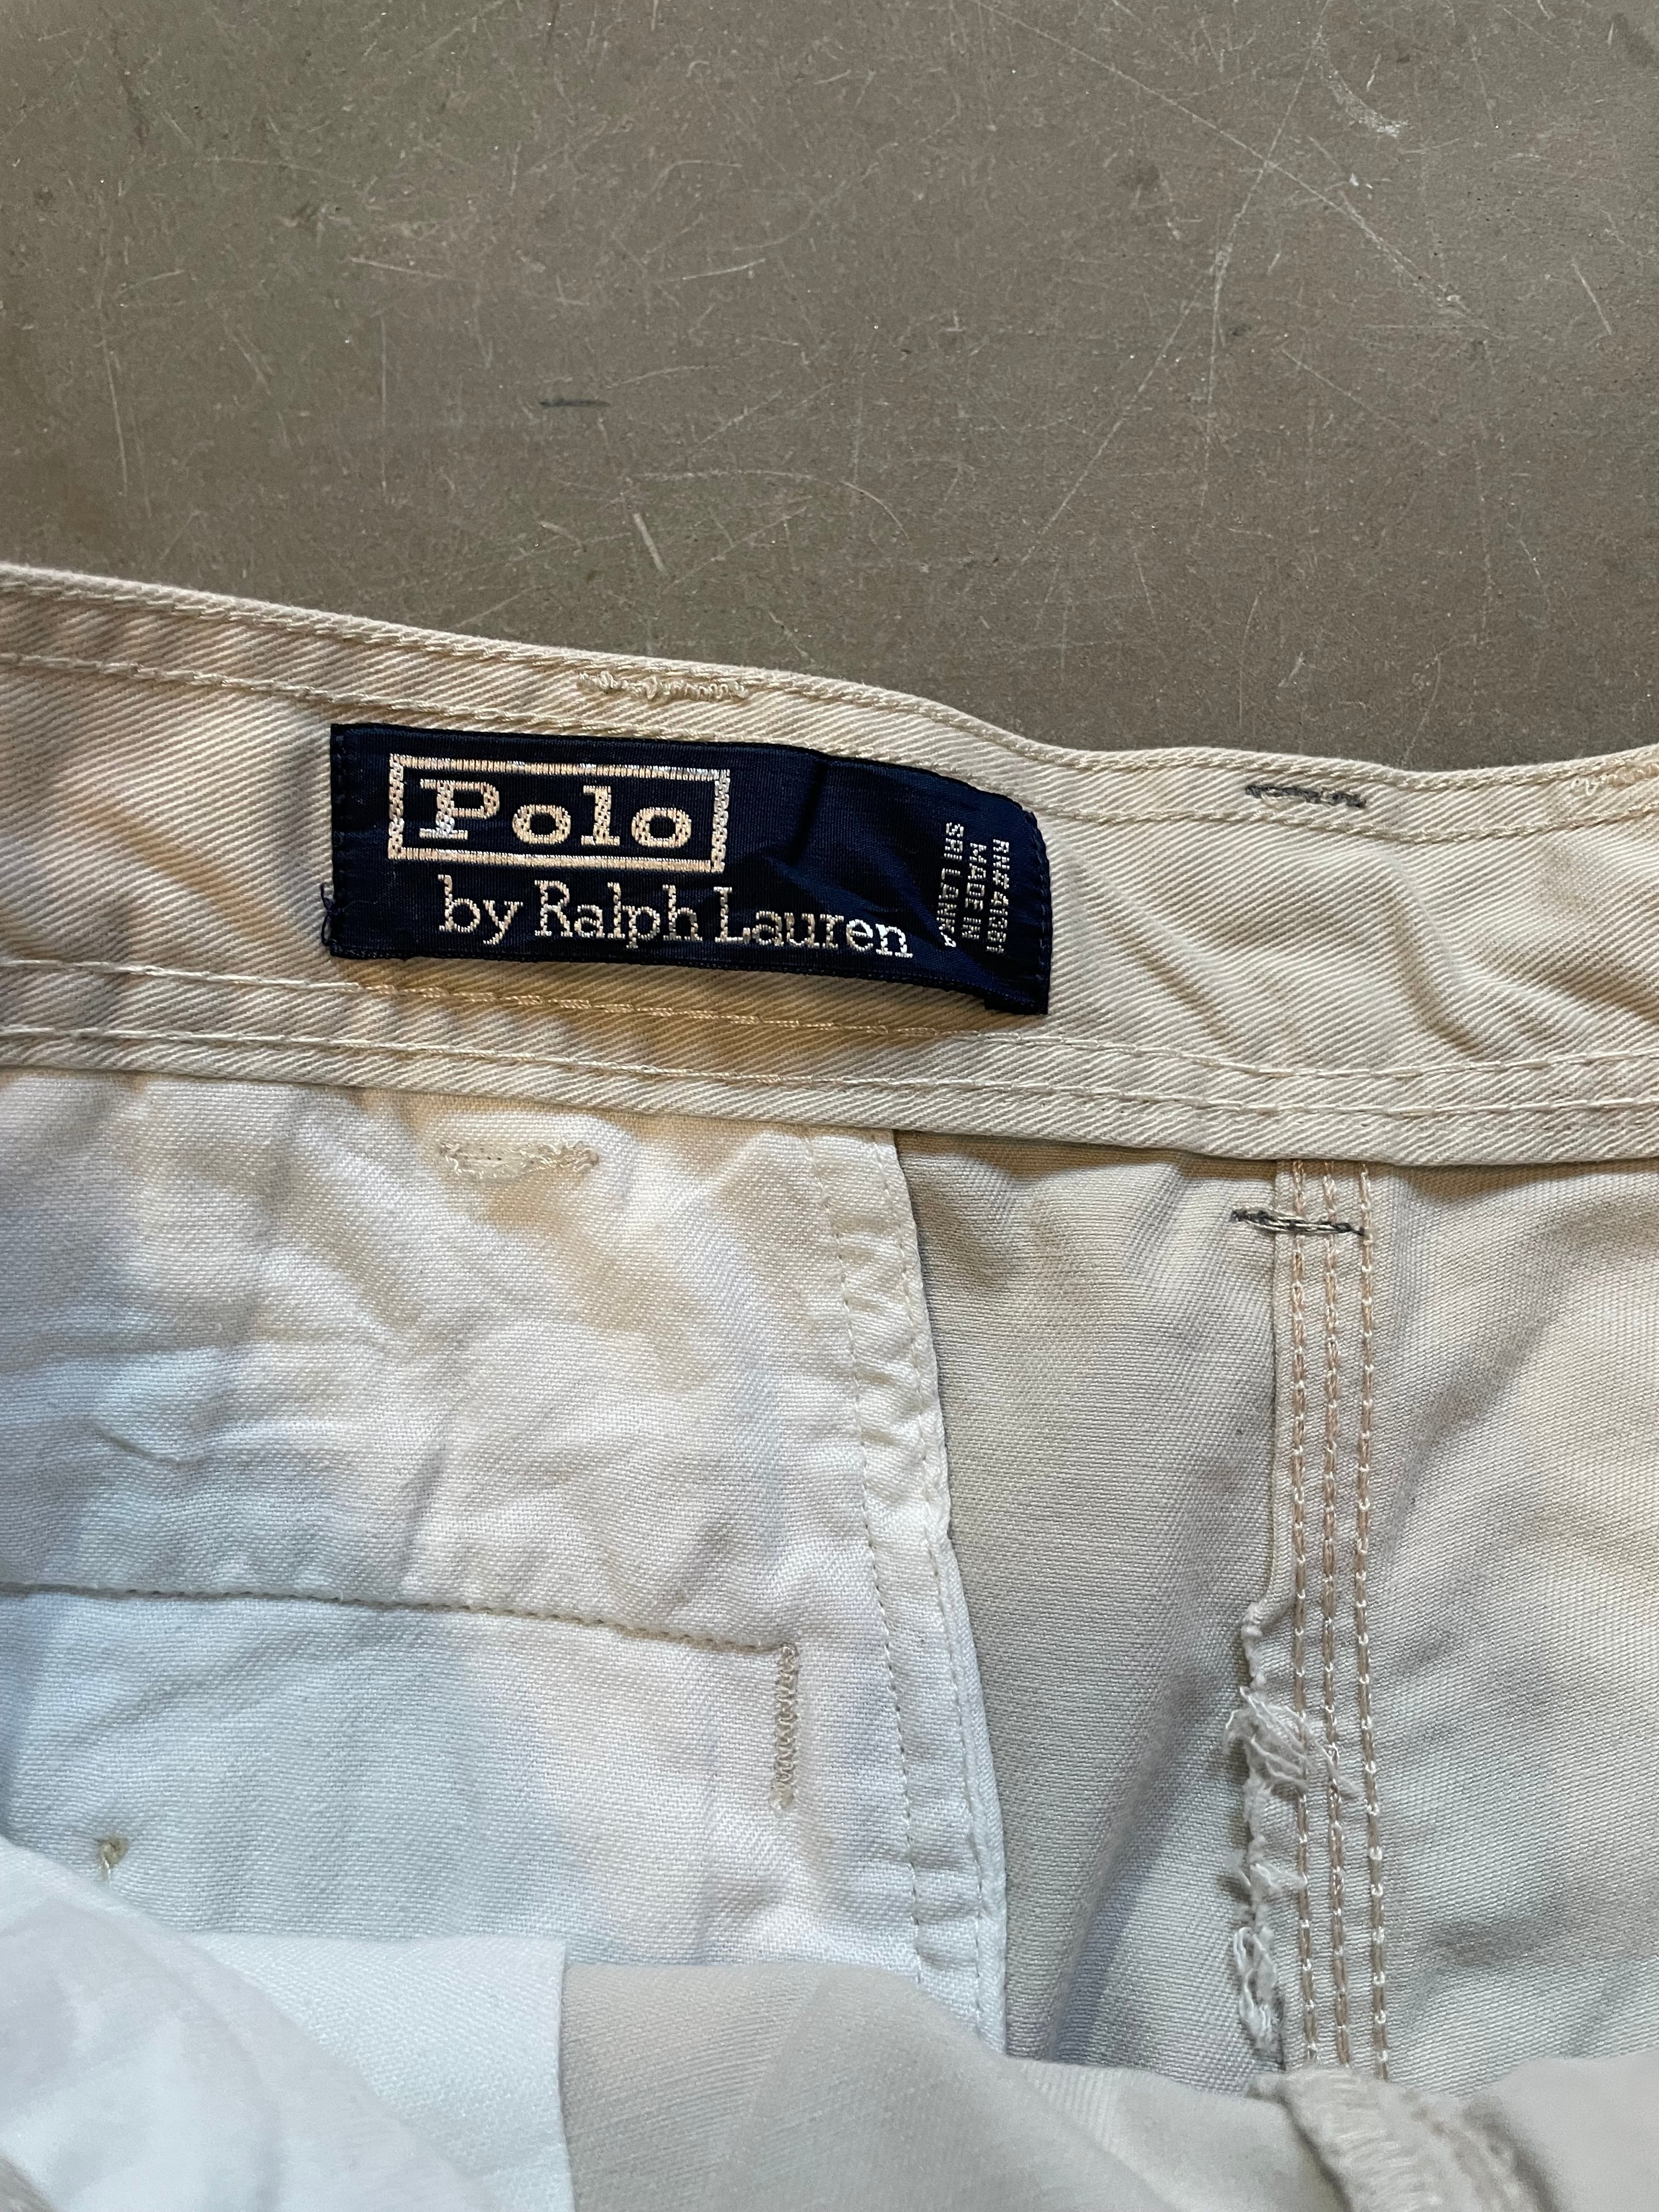 Polo
by Ralph Lauren
RN# 41381
MADE IN
SRI LANKA